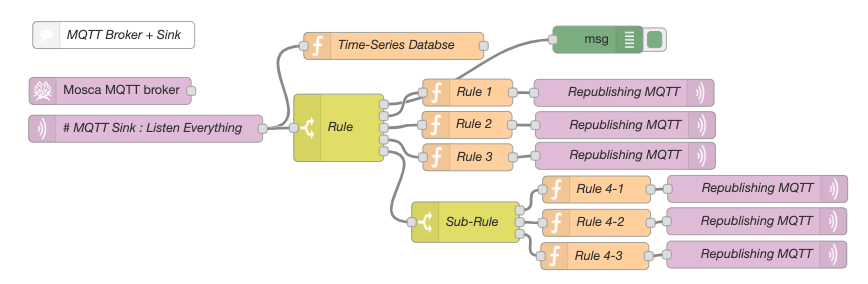 MQTT Broker + Sink
Time-Series Databse
msg
Mosca MQTT broker
Rule 1
Republishing MQTT
# MQTT Sink : Listen Everything
Rule
Rule 2
Republishing MQTT
Rule 3
Republishing MQTT
Rule 4-1
Republishing MQTT
Sub-Rule
Rule 4-2
Republishing MQTT
Rule 4-3
Republishing MQTT